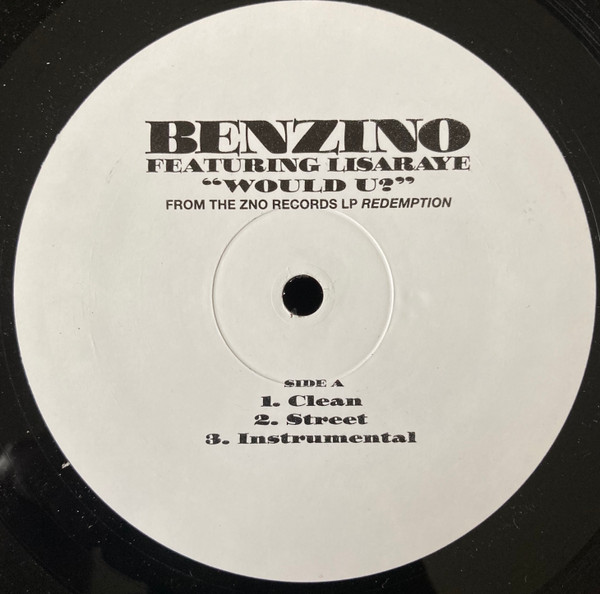 BENZINO
FEATURING LISARAYE
“WOULD U?”
FROM THE ZNO RECORDS LP REDEMPTION
SIDE A
1. Clean
2. Street
3. Instrumental